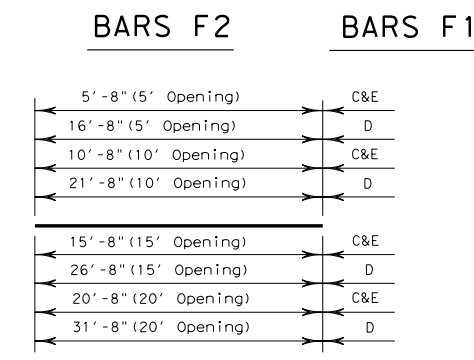 BARS F2 BARS F1
5'-8"(5' Opening) C&E
16'-8"(5' Opening) D
10'-8"(10' Opening) C&E
21'-8"(10' Opening) D
15'-8"(15' Opening) C&E
26'-8"(15' Opening) D
20'-8"(20' Opening) C&E
31'-8"(20' Opening) D